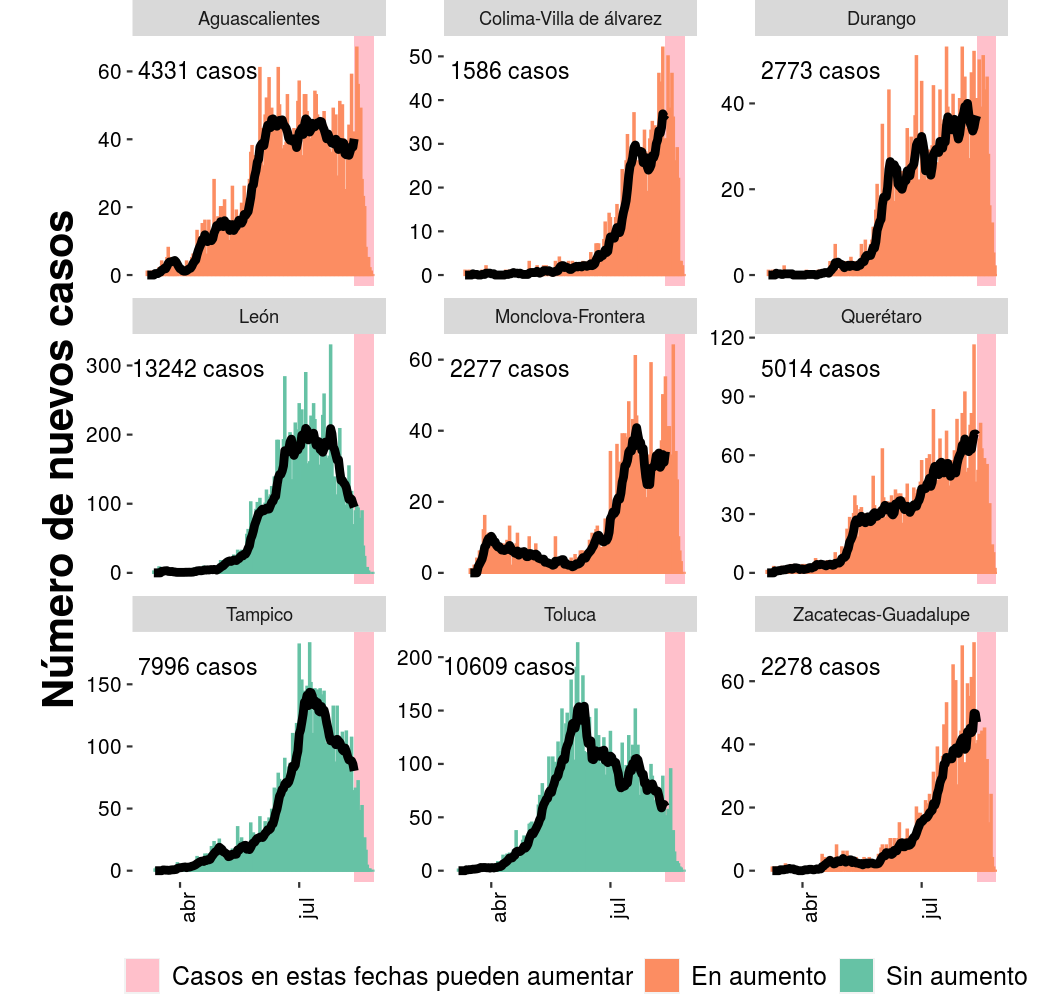 Número de nuevos casos
Aguascalientes
4331 casos
60
40
20
0
Colima-Villa de álvarez
1586 casos
50
40
30
20
10
0
Durango
2773 casos
40
20
0
León
13242 casos
300
200
100
0
Monclova-Frontera
2277 casos
60
40
20
0
Querétaro
5014 casos
120
90
60
30
0
Tampico
7996 casos
150
100
50
0
abr
jul
Toluca
10609 casos
200
150
100
50
0
abr
jul
Zacatecas-Guadalupe
2278 casos
60
40
20
0
abr
jul
Casos en estas fechas pueden aumentar En aumento Sin aumento